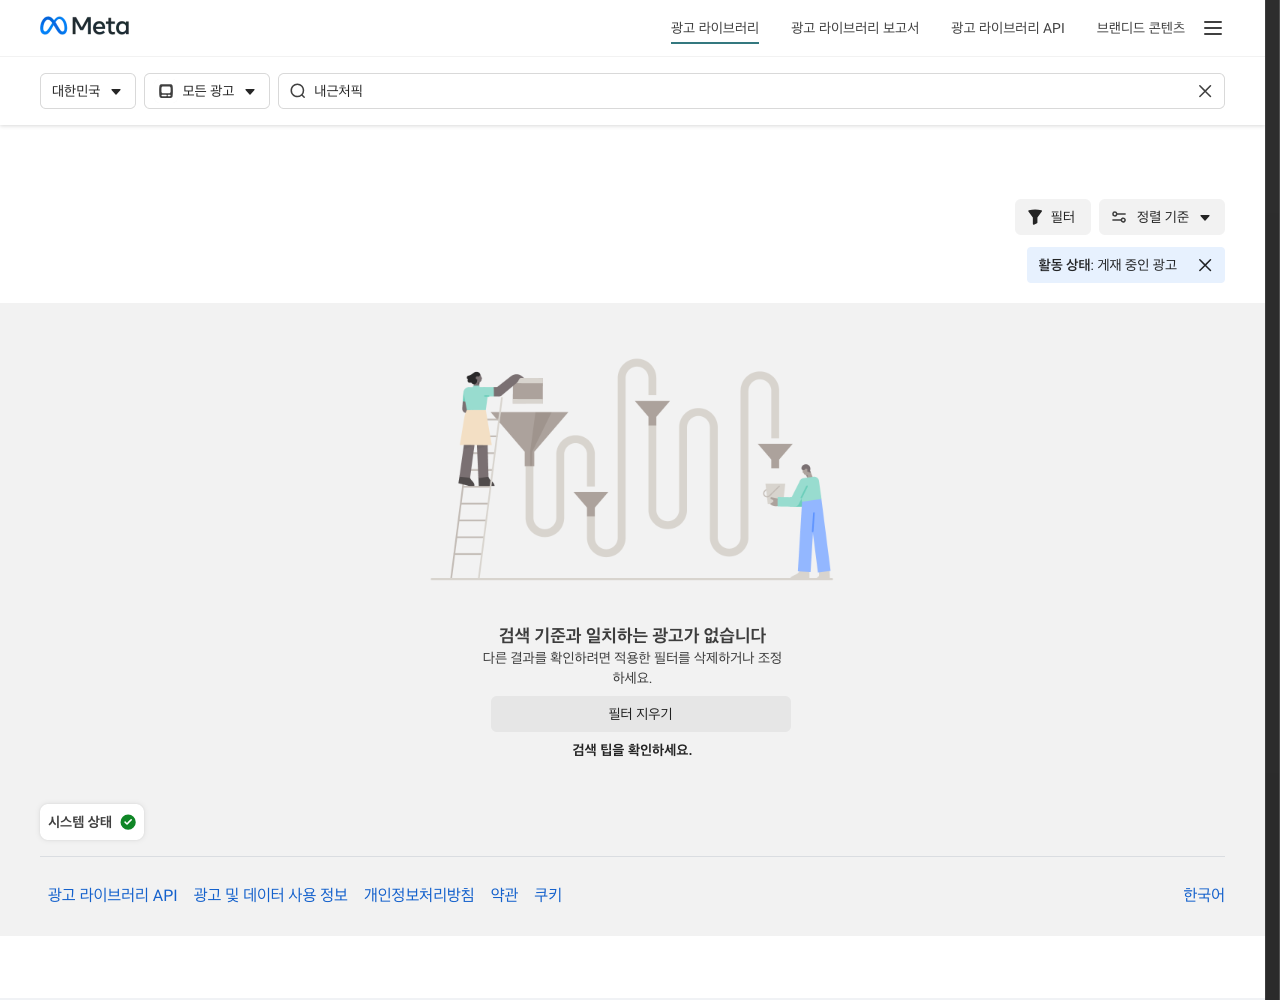 Meta
광고 라이브러리
광고 라이브러리 보고서
광고 라이브러리 API
브랜디드 콘텐츠
대한민국
모든 광고
내근처픽
필터
정렬 기준
활동 상태: 게재 중인 광고
검색 기준과 일치하는 광고가 없습니다
다른 결과를 확인하려면 적용한 필터를 삭제하거나 조정
하세요.
필터 지우기
검색 팁을 확인하세요.
시스템 상태
광고 라이브러리 API
광고 및 데이터 사용 정보
개인정보처리방침
약관
쿠키
한국어